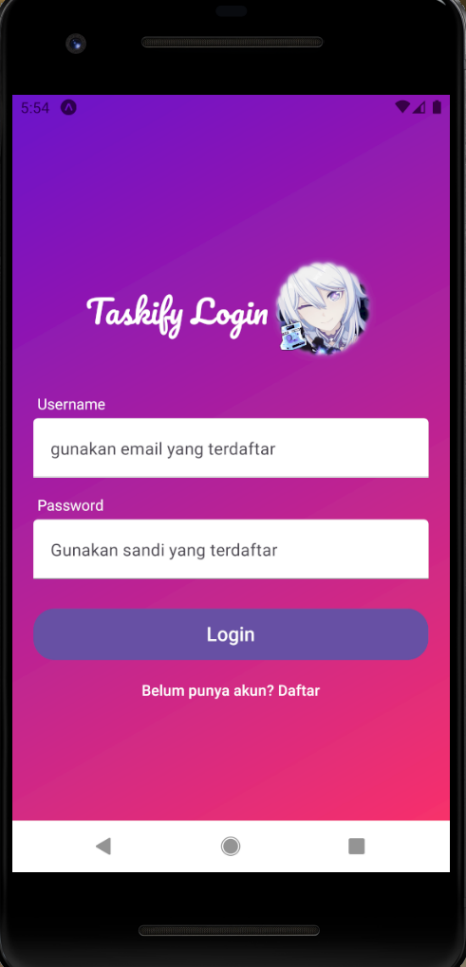 5:54
Taskify Login
Username
gunakan email yang terdaftar
Password
Gunakan sandi yang terdaftar
Login
Belum punya akun? Daftar